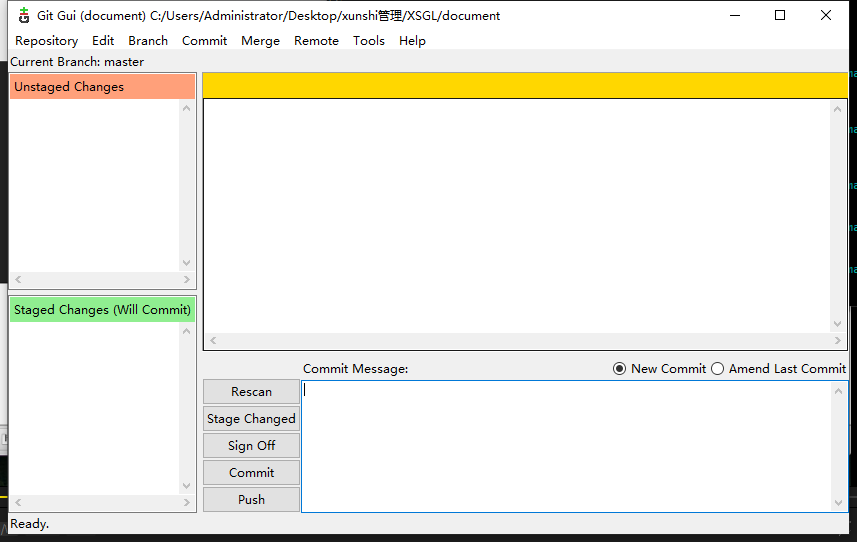 Git Gui (document) C:/Users/Administrator/Desktop/xunshi管理/XSGL/document
Repository Edit Branch Commit Merge Remote Tools Help
Current Branch: master
Unstaged Changes
Staged Changes (Will Commit)
Commit Message: New Commit Amend Last Commit
Rescan
Stage Changed
Sign Off
Commit
Push
Ready.